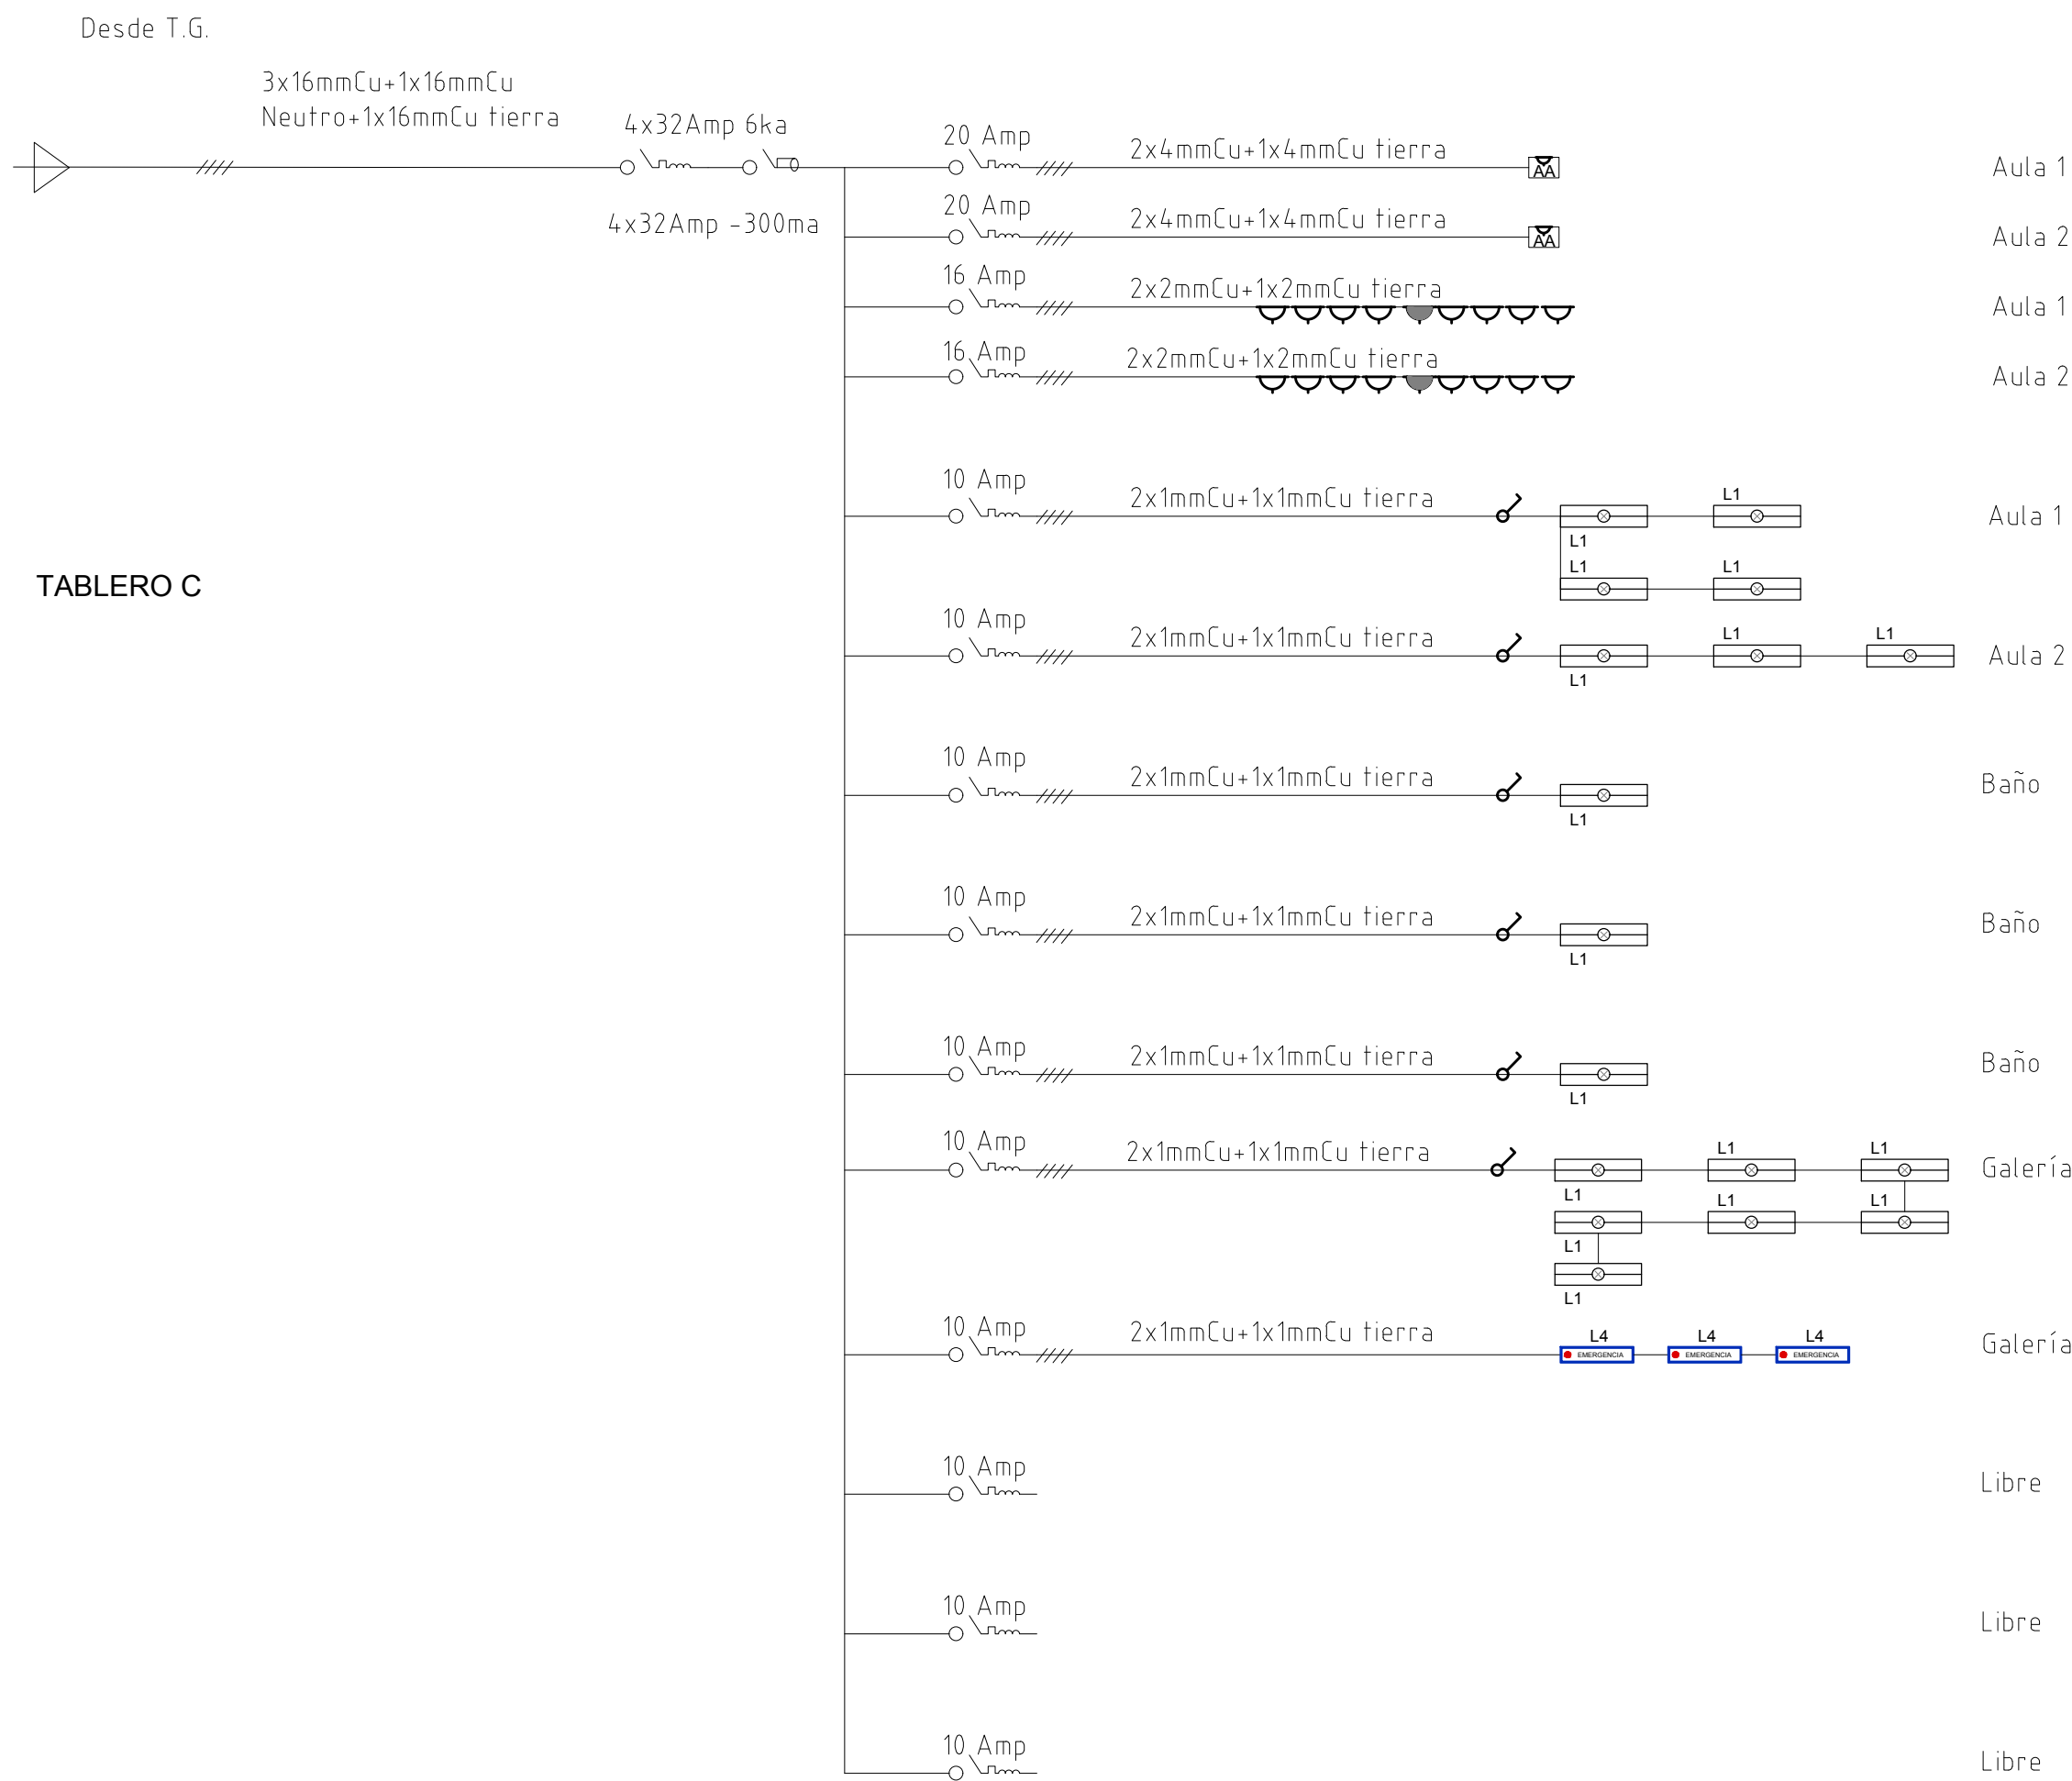 Desde T.G.
3x16mmCu+1x16mmCu
Neutro+1x16mmCu tierra
4x32Amp 6ka
4x32Amp -300ma
20 Amp
2x4mmCu+1x4mmCu tierra
AA
Aula 1
20 Amp
2x4mmCu+1x4mmCu tierra
AA
Aula 2
16 Amp
2x2mmCu+1x2mmCu tierra
Aula 1
16 Amp
2x2mmCu+1x2mmCu tierra
Aula 2
10 Amp
2x1mmCu+1x1mmCu tierra
L1
L1
Aula 1
L1
L1
TABLERO C
10 Amp
2x1mmCu+1x1mmCu tierra
L1
L1
L1
Aula 2
10 Amp
2x1mmCu+1x1mmCu tierra
L1
Baño
10 Amp
2x1mmCu+1x1mmCu tierra
L1
Baño
10 Amp
2x1mmCu+1x1mmCu tierra
L1
Baño
10 Amp
2x1mmCu+1x1mmCu tierra
L1
L1
L1
Galería
L1
L1
L1
L1
10 Amp
2x1mmCu+1x1mmCu tierra
L4
L4
L4
EMERGENCIA
EMERGENCIA
EMERGENCIA
Galería
10 Amp
Libre
10 Amp
Libre
10 Amp
Libre